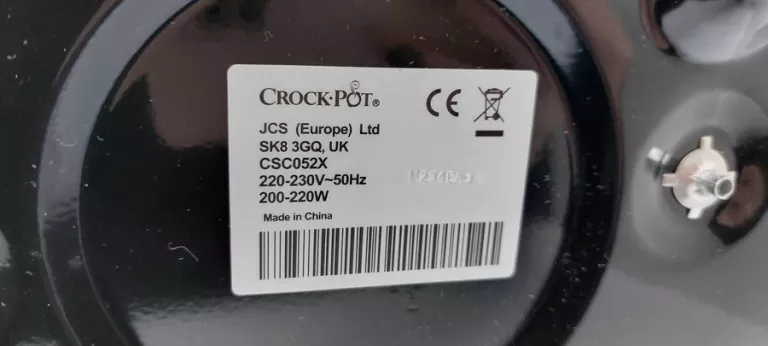 CROCK·POT®
CE
JCS (Europe) Ltd
SK8 3GQ, UK
CSC052X
220-230V~50Hz
200-220W
Made in China